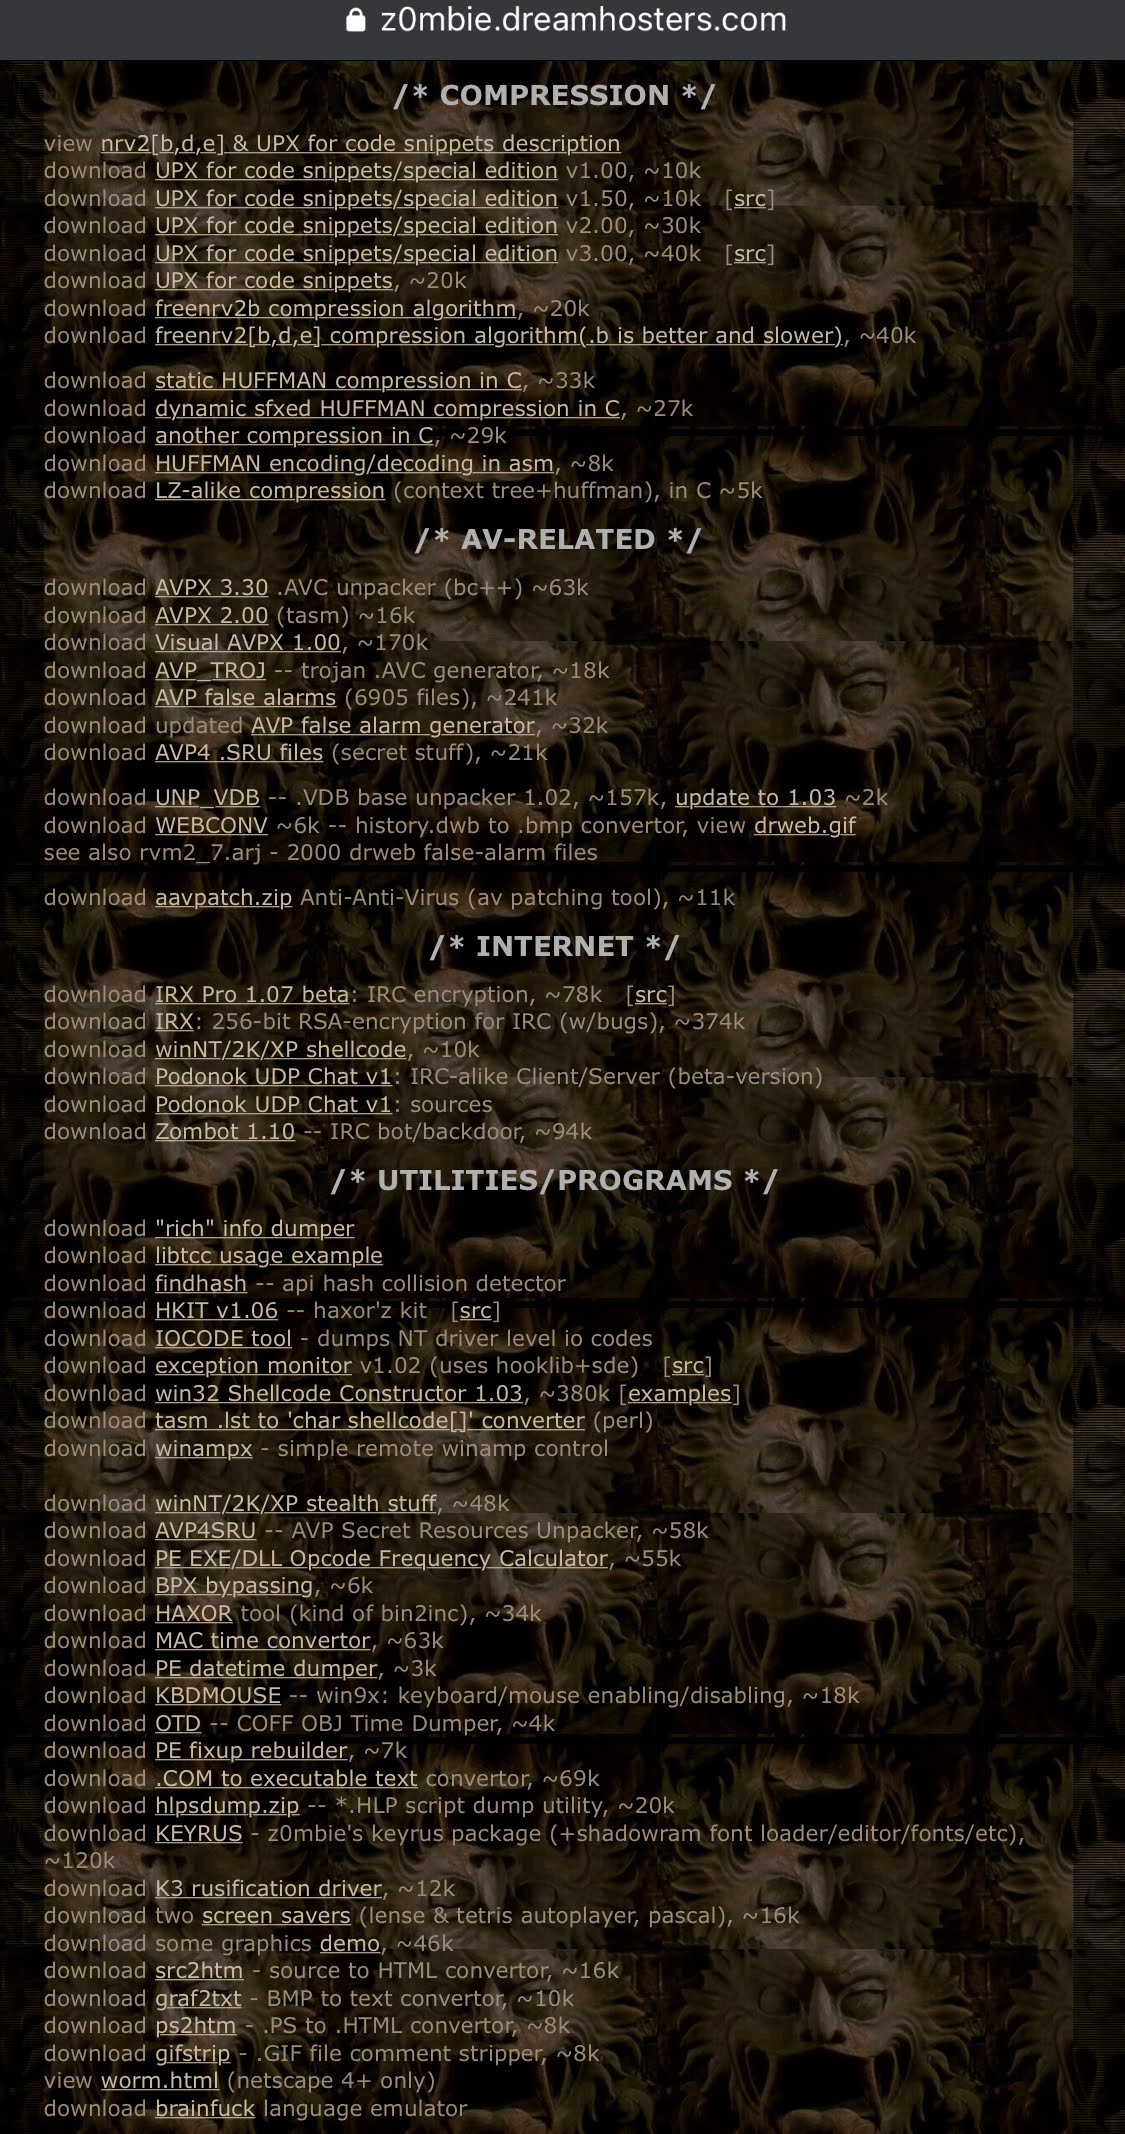 z0mbie.dreamhosters.com
/* COMPRESSION */
view nrv2[b,d,e] & UPX for code snippets description
download UPX for code snippets/special edition v1.00, ~10k
download UPX for code snippets/special edition v1.50, ~10k [src]
download UPX for code snippets/special edition v2.00, ~30k
download UPX for code snippets/special edition v3.00, ~40k [src]
download UPX for code snippets, ~20k
download freenrv2b compression algorithm, ~20k
download freenrv2[b,d,e] compression algorithm(.b is better and slower), ~40k
download static HUFFMAN compression in C, ~33k
download dynamic sfxed HUFFMAN compression in C, ~27k
download another compression in C, ~29k
download HUFFMAN encoding/decoding in asm, ~8k
download LZ-alike compression (context tree+huffman), in C ~5k
/* AV-RELATED */
download AVPX 3.30 .AVC unpacker (bc++) ~63k
download AVPX 2.00 (tasm) ~16k
download Visual AVPX 1.00, ~170k
download AVP_TROJ -- trojan .AVC generator, ~18k
download AVP false alarms (6905 files), ~241k
download updated AVP false alarm generator, ~32k
download AVP4 .SRU files (secret stuff), ~21k
download UNP_VDB -- .VDB base unpacker 1.02, ~157k, update to 1.03 ~2k
download WEBCONV ~6k -- history.dwb to .bmp convertor, view drweb.gif
see also rvm2_7.arj - 2000 drweb false-alarm files
download aavpatch.zip Anti-Anti-Virus (av patching tool), ~11k
/* INTERNET */
download IRX Pro 1.07 beta: IRC encryption, ~78k [src]
download IRX: 256-bit RSA-encryption for IRC (w/bugs), ~374k
download winNT/2K/XP shellcode, ~10k
download Podonok UDP Chat v1: IRC-alike Client/Server (beta-version)
download Podonok UDP Chat v1: sources
download Zombot 1.10 -- IRC bot/backdoor, ~94k
/* UTILITIES/PROGRAMS */
download "rich" info dumper
download libtcc usage example
download findhash -- api hash collision detector
download HKIT v1.06 -- haxor'z kit [src]
download IOCODE tool - dumps NT driver level io codes
download exception monitor v1.02 (uses hooklib+sde) [src]
download win32 Shellcode Constructor 1.03, ~380k [examples]
download tasm .lst to 'char shellcode[]' converter (perl)
download winampx - simple remote winamp control
download winNT/2K/XP stealth stuff, ~48k
download AVP4SRU -- AVP Secret Resources Unpacker, ~58k
download PE EXE/DLL Opcode Frequency Calculator, ~55k
download BPX bypassing, ~6k
download HAXOR tool (kind of bin2inc), ~34k
download MAC time convertor, ~63k
download PE datetime dumper, ~3k
download KBDMOUSE -- win9x: keyboard/mouse enabling/disabling, ~18k
download OTD -- COFF OBJ Time Dumper, ~4k
download PE fixup rebuilder, ~7k
download .COM to executable text convertor, ~69k
download hlpsdump.zip -- *.HLP script dump utility, ~20k
download KEYRUS - z0mbie's keyrus package (+shadowram font loader/editor/fonts/etc),
~120k
download K3 rusification driver, ~12k
download two screen savers (lense & tetris autoplayer, pascal), ~16k
download some graphics demo, ~46k
download src2htm - source to HTML convertor, ~16k
download graf2txt - BMP to text convertor, ~10k
download ps2htm - .PS to .HTML convertor, ~8k
download gifstrip - .GIF file comment stripper, ~8k
view worm.html (netscape 4+ only)
download brainfuck language emulator